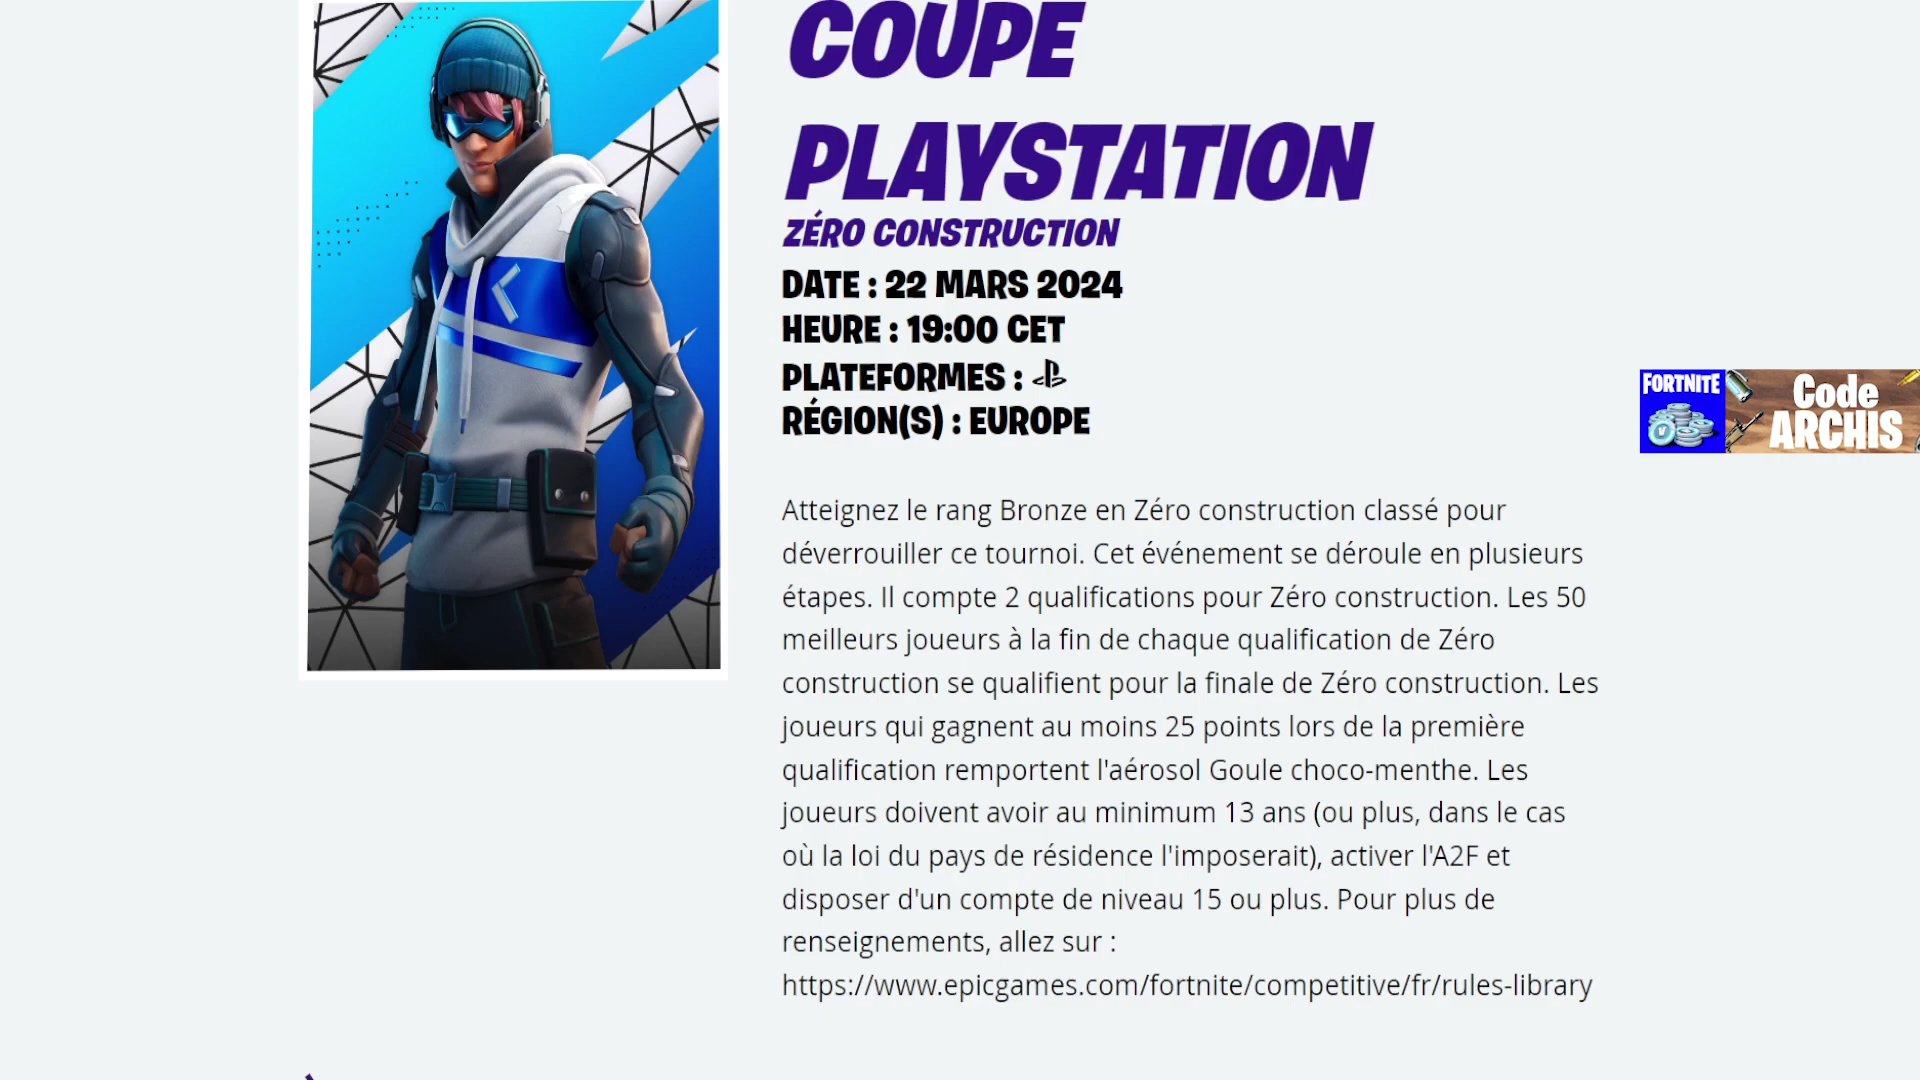 COUPE
PLAYSTATION
ZÉRO CONSTRUCTION
DATE : 22 MARS 2024
HEURE : 19:00 CET
PLATEFORMES :
RÉGION(S) : EUROPE
FORTNITE
Code
ARCHIS
Atteignez le rang Bronze en Zéro construction classé pour
déverrouiller ce tournoi. Cet événement se déroule en plusieurs
étapes. Il compte 2 qualifications pour Zéro construction. Les 50
meilleurs joueurs à la fin de chaque qualification de Zéro
construction se qualifient pour la finale de Zéro construction. Les
joueurs qui gagnent au moins 25 points lors de la première
qualification remportent l'aérosol Goule choco-menthe. Les
joueurs doivent avoir au minimum 13 ans (ou plus, dans le cas
où la loi du pays de résidence l'imposerait), activer l'A2F et
disposer d'un compte de niveau 15 ou plus. Pour plus de
renseignements, allez sur :
https://www.epicgames.com/fortnite/competitive/fr/rules-library